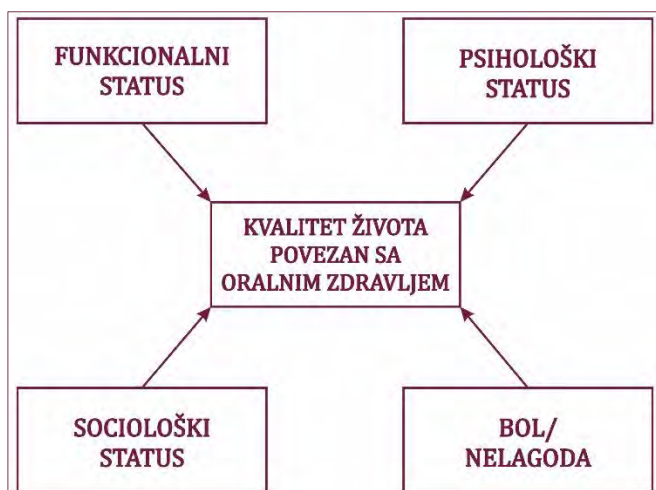 FUNKCIONALNI
STATUS
PSIHOLOŠKI
STATUS
KVALITET ŽIVOTA
POVEZAN SA
ORALNIM ZDRAVLJEM
SOCIOLOŠKI
STATUS
BOL/
NELAGODA